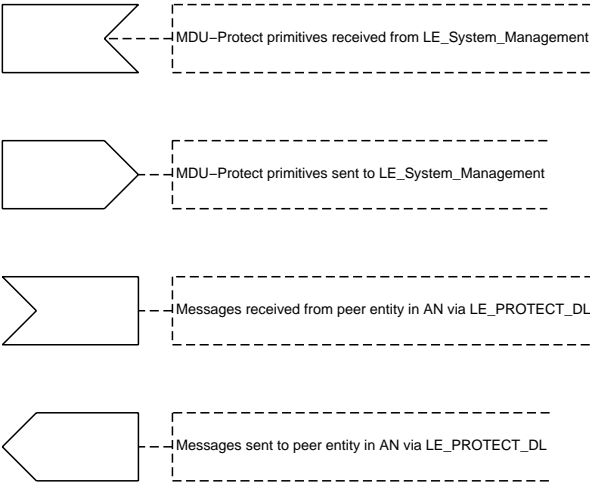 MDU−Protect primitives received from LE_System_Management
MDU−Protect primitives sent to LE_System_Management
Messages received from peer entity in AN via LE_PROTECT_DL
Messages sent to peer entity in AN via LE_PROTECT_DL